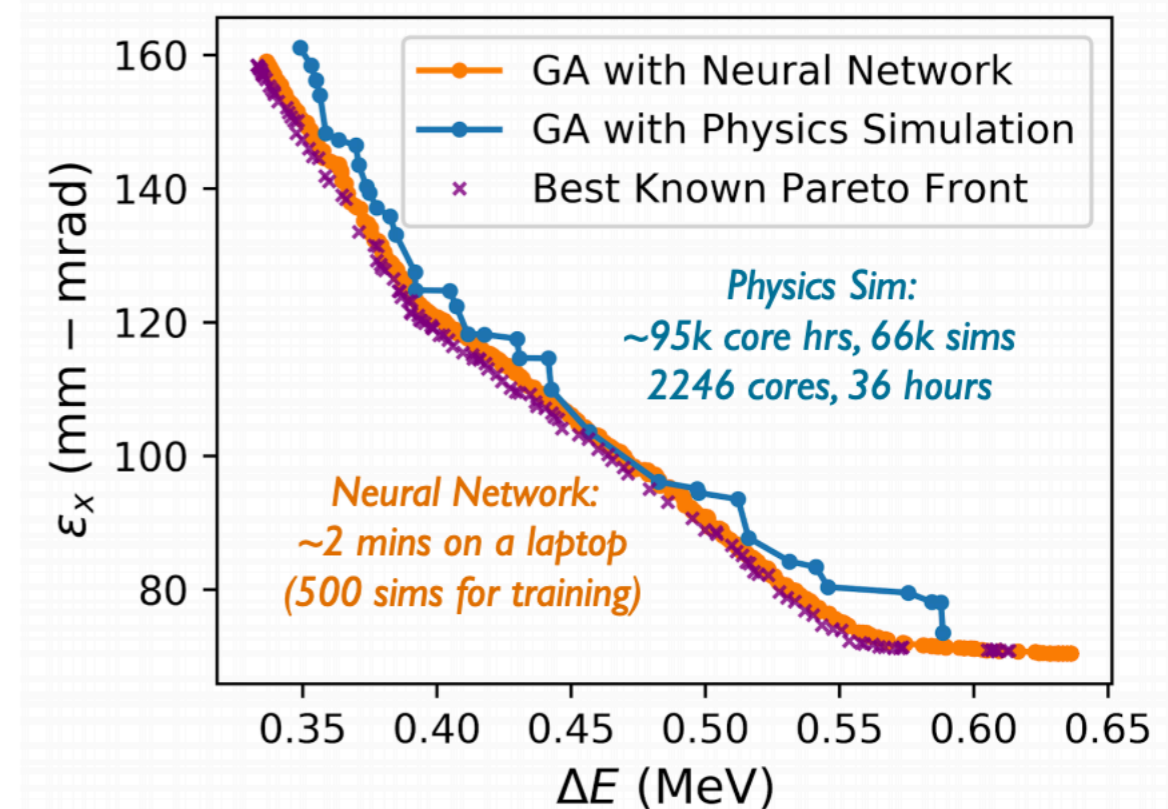 160
140
120
100
80
εx (mm − mrad)
GA with Neural Network
GA with Physics Simulation
Best Known Pareto Front
Physics Sim:
~95k core hrs, 66k sims
2246 cores, 36 hours
Neural Network:
~2 mins on a laptop
(500 sims for training)
0.35 0.40 0.45 0.50 0.55 0.60 0.65
ΔE (MeV)